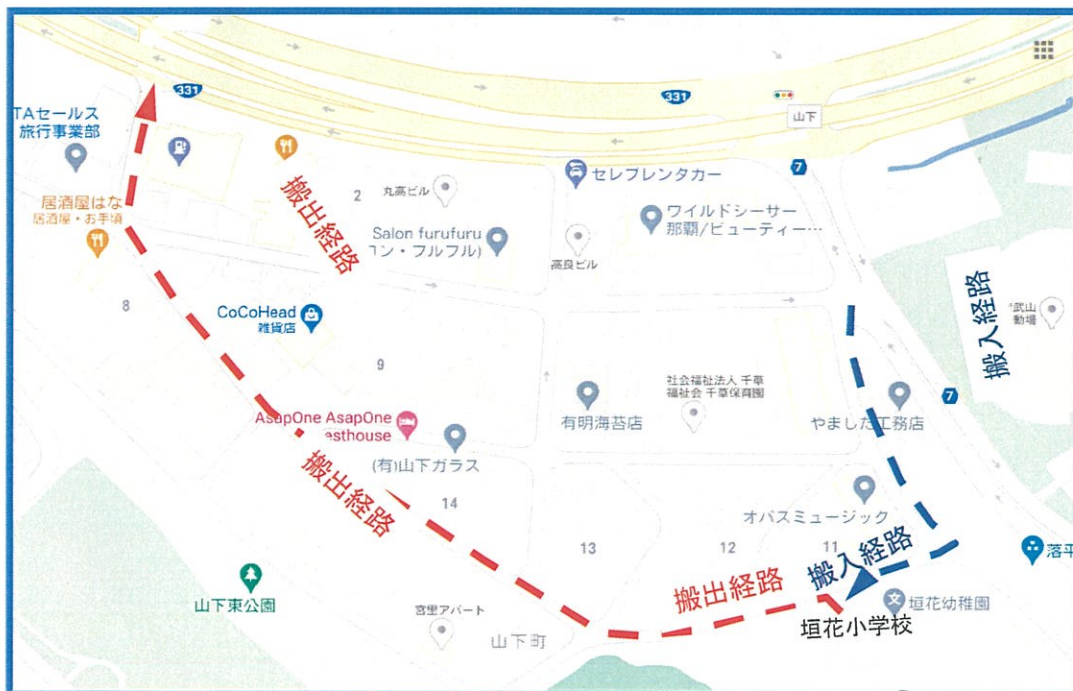 331
331
山下
TAセールス
旅行事業部
7
セレブレンタカー
居酒屋はな
居酒屋・お手頃
搬出経路
2
丸高ビル
Salon furufuru
コン・フルフル)
ワイルドシーサー
那覇/ビューティー…
高良ビル
8
CoCoHead
雑貨店
搬入経路
武山
動場
9
社会福祉法人 千草
福祉会 千草保育園
7
AsapOne AsapOne
esthouse
有明海苔店
やました工務店
搬出経路
(有)山下ガラス
14
オパスミュージック
13
12
11
搬入経路
落平
山下東公園
搬出経路
宮里アパート
垣花幼稚園
山下町
垣花小学校